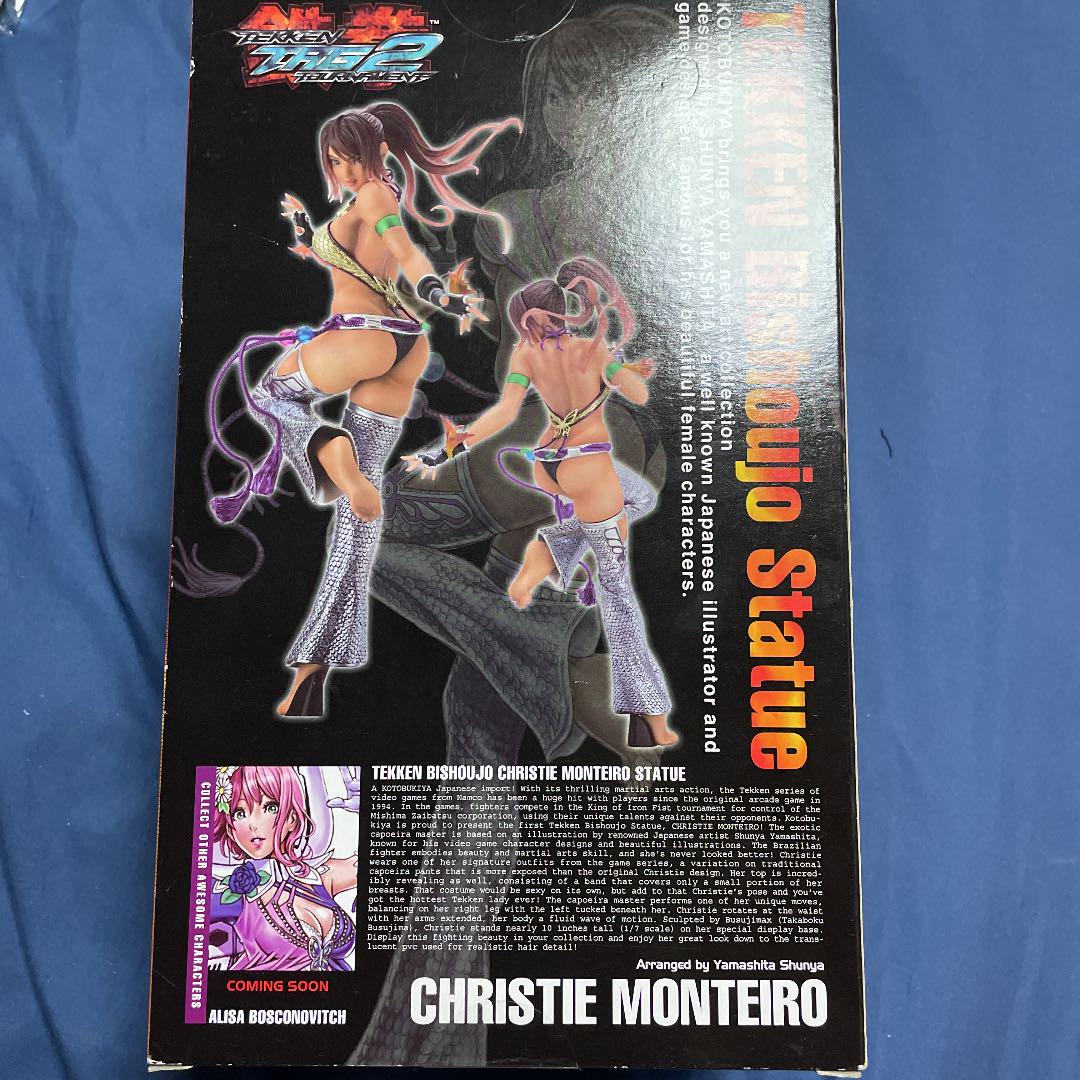 TEKKEN
TAG2™
TOURNAMENT
TEKKEN Bishoujo Statue
KOTOBUKIYA brings you a new art collection
designed by SHUNYA YAMASHITA, a well known Japanese illustrator and
game designer famous for his beautiful female characters.
TEKKEN BISHOUJO CHRISTIE MONTEIRO STATUE
A KOTOBUKIYA Japanese import! With its thrilling martial arts action, the Tekken series of
video games from Namco has been a huge hit with players since the original arcade game in
1994. In the games, fighters compete in the King of Iron Fist tournament for control of the
Mishima Zaibatsu corporation, using their unique talents against their opponents. Kotobu-
kiya is proud to present the first Tekken Bishoujo Statue, CHRISTIE MONTEIRO! The exotic
capoeira master is based on an illustration by renowned Japanese artist Shunya Yamashita,
known for his video game character designs and beautiful illustrations. The Brazilian
fighter embodies beauty and martial arts skill, and she's never looked better! Christie
wears one of her signature outfits from the game series, a variation on traditional
capoeira pants that is more exposed than the original Christie design. Her top is incred-
ibly revealing as well, consisting of a band that covers only a small portion of her
breasts. That costume would be sexy on its own, but add to that Christie's pose and you've
got the hottest Tekken lady ever! The capoeira master performs one of her unique moves,
balancing on her right leg with the left tucked beneath her. Christie rotates at the waist
with her arms extended, her body a fluid wave of motion. Sculpted by Busujimax (Takaboku
Busujima), Christie stands nearly 10 inches tall (1/7 scale) on her special display base.
Display this fighting beauty in your collection and enjoy her great look down to the trans-
lucent pvc used for realistic hair detail!
Arranged by Yamashita Shunya
CHRISTIE MONTEIRO
COLLECT OTHER AWESOME CHARACTERS
COMING SOON
ALISA BOSCONOVITCH